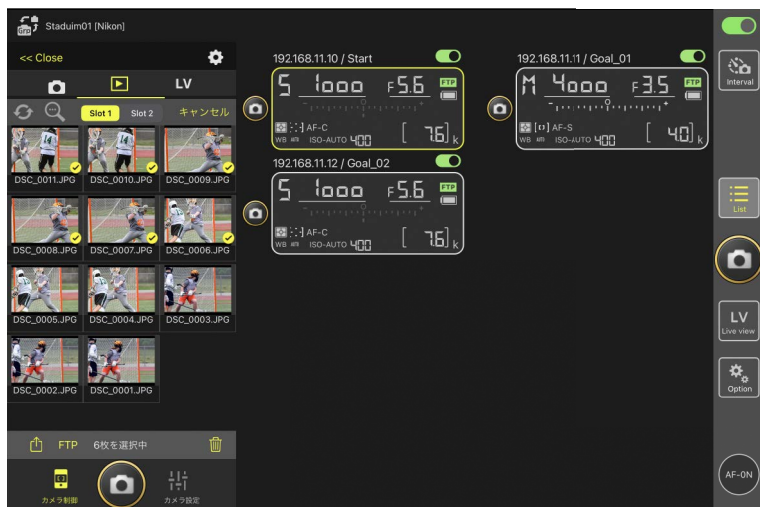 Grp Staduim01 [Nikon]
<< Close
LV
Slot 1 Slot 2 キャンセル
DSC_0011.JPG DSC_0010.JPG DSC_0009.JPG
DSC_0008.JPG DSC_0007.JPG DSC_0006.JPG
DSC_0005.JPG DSC_0004.JPG DSC_0003.JPG
DSC_0002.JPG DSC_0001.JPG
FTP 6枚を選択中
カメラ制御 カメラ設定
192.168.11.10 / Start
S 1000 F5.6 FTP
AF-C
WB ISO-AUTO 400 [ 7.6] k
192.168.11.11 / Goal_01
M 4000 F3.5 FTP
AF-S
WB ISO-AUTO 400 [ 4.0] k
192.168.11.12 / Goal_02
S 1000 F5.6 FTP
AF-C
WB ISO-AUTO 400 [ 7.6] k
Interval
List
LV
Live view
Option
AF-ON